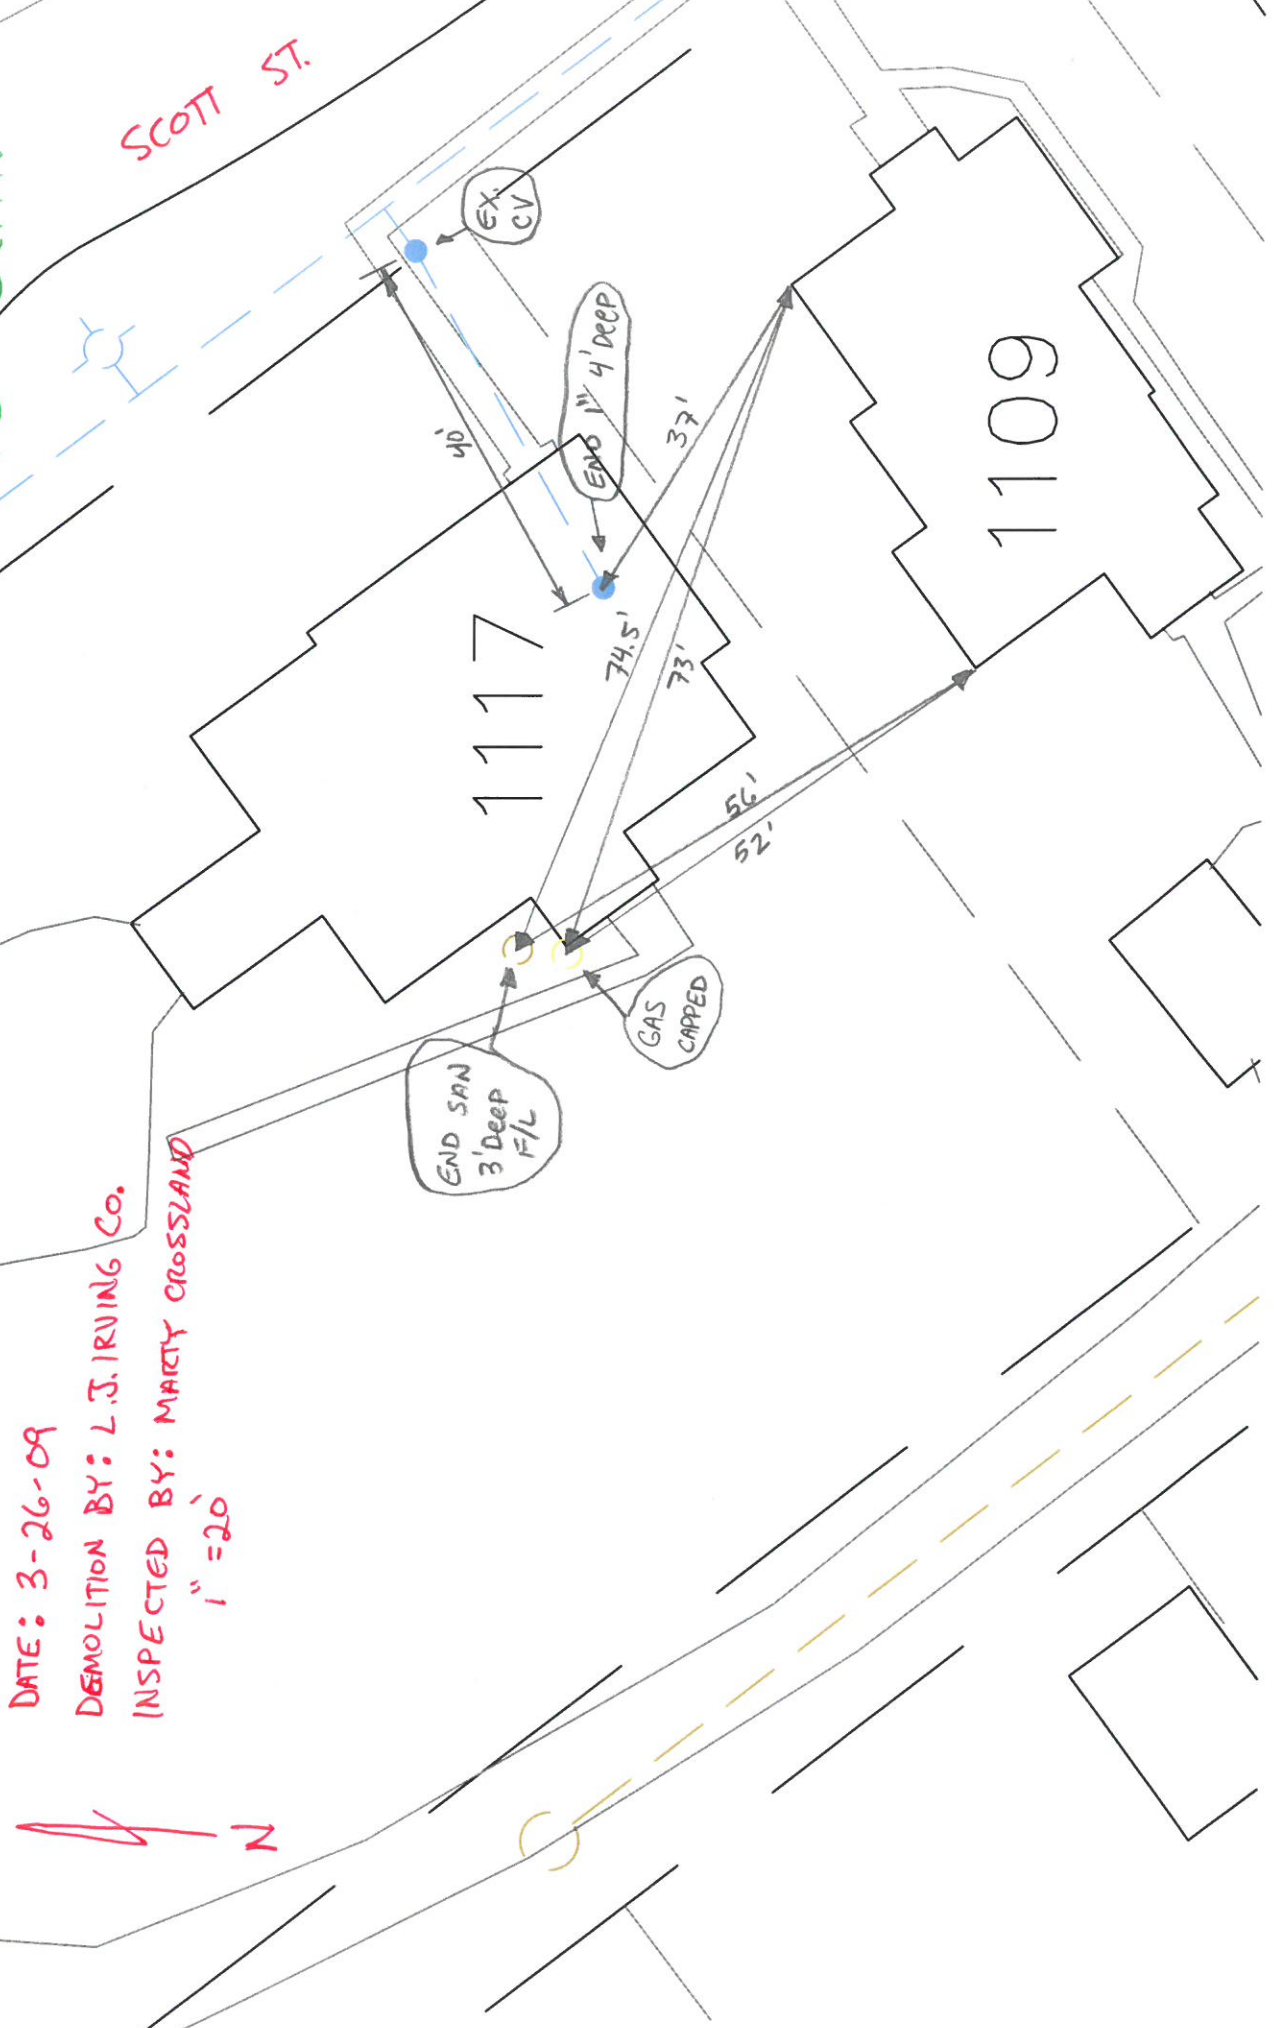 SCOTT ST.
EX.
CV
END 1" 4' DEEP
40'
37'
1109
1117
74.5'
73'
56'
52'
GAS
CAPPED
END SAN
3' DEEP
F/L
DATE: 3-26-09
DEMOLITION BY: L.J. IRVING CO.
INSPECTED BY: MARTY CROSSLAND
1" = 20'
N